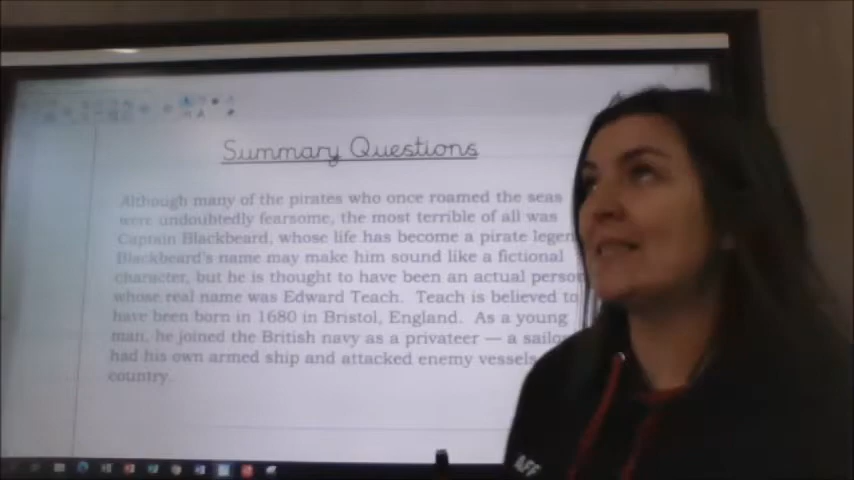 Summary Questions
Although many of the pirates who once roamed the seas
were undoubtedly fearsome, the most terrible of all was
Captain Blackbeard, whose life has become a pirate legen
Blackbeard's name may make him sound like a fictional
character, but he is thought to have been an actual person
whose real name was Edward Teach. Teach is believed to
have been born in 1680 in Bristol, England. As a young
man, he joined the British navy as a privateer — a sailo
had his own armed ship and attacked enemy vessels
country.
AFF